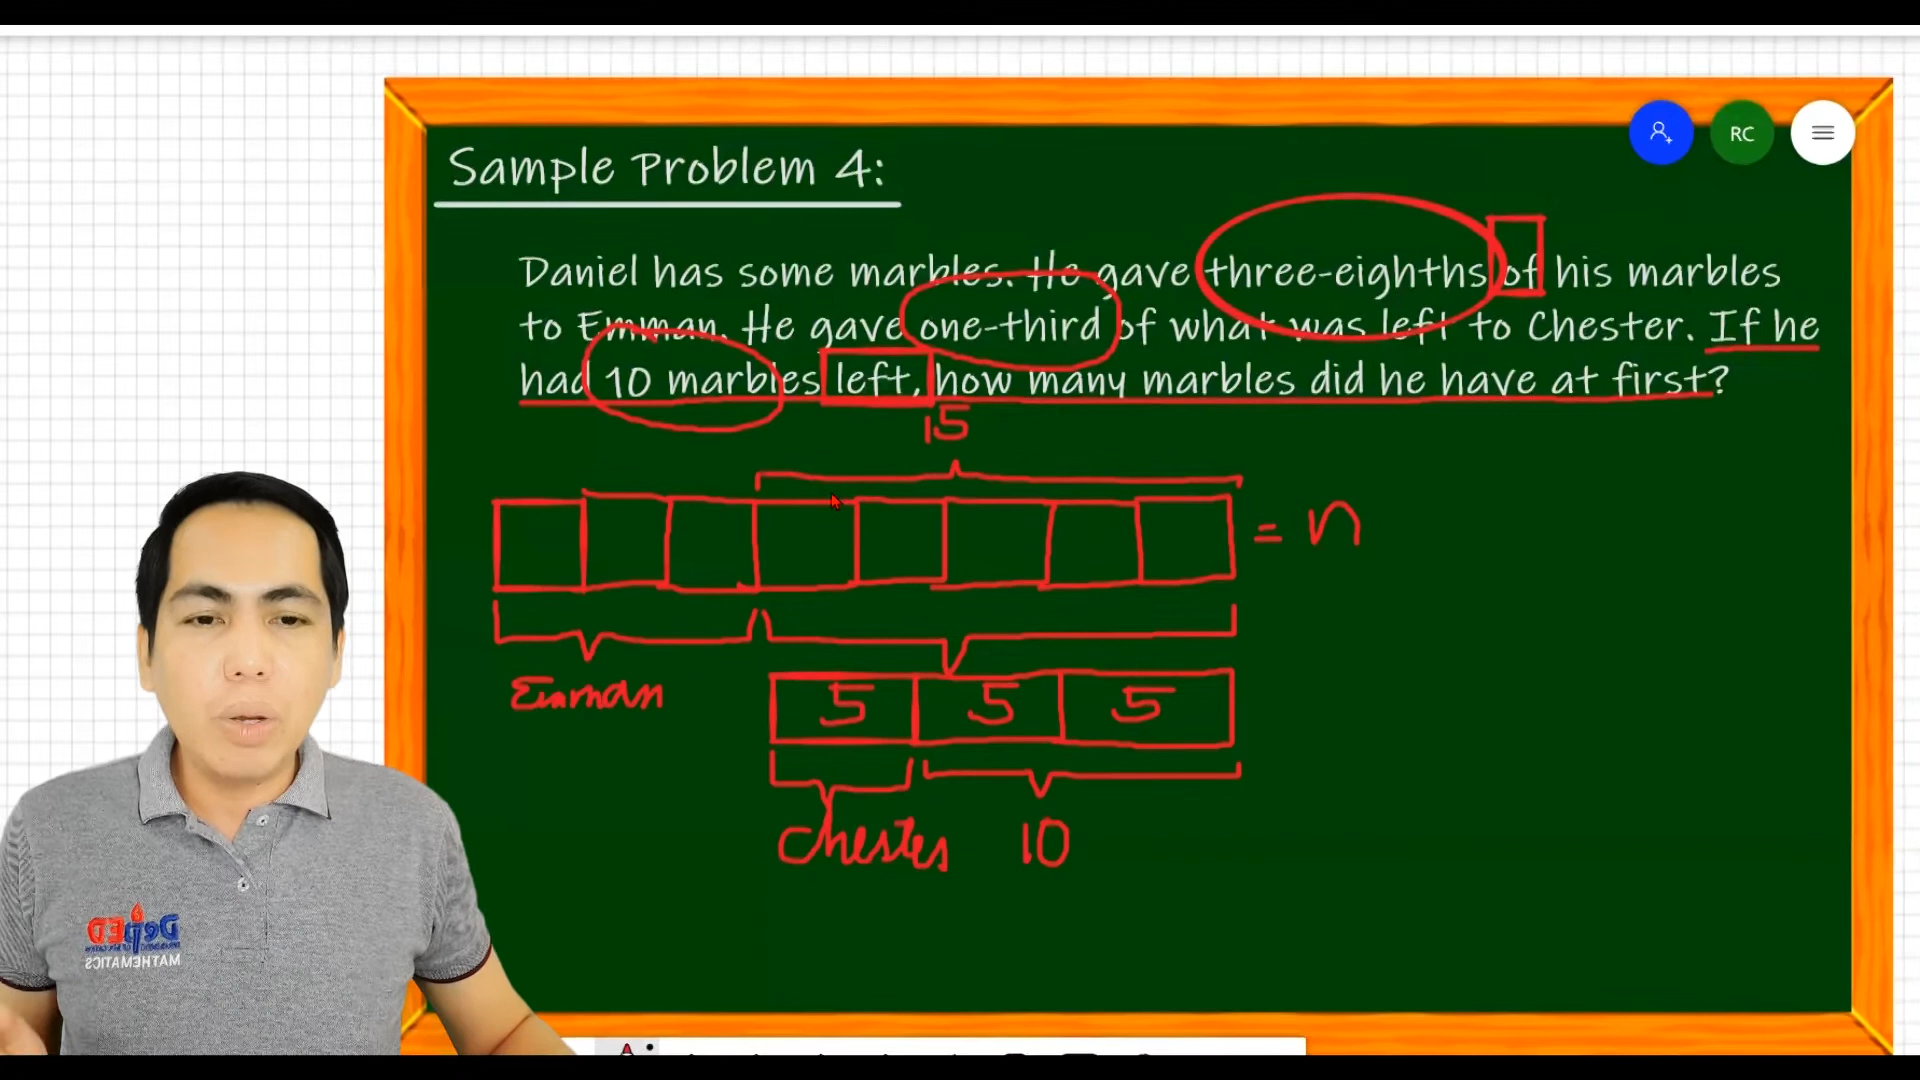 RC
Sample Problem 4:
Daniel has some marbles. He gave three-eighths of his marbles
to Emman. He gave one-third of what was left to Chester. If he
had 10 marbles left, how many marbles did he have at first?
15
= n
Emman
5 5 5
Chester 10
DepED
MATHEMATICS